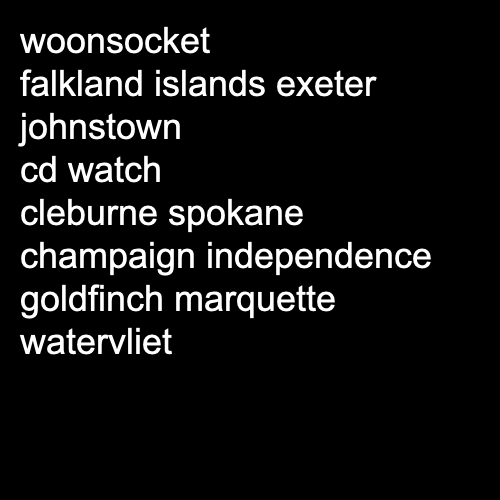 woonsocket
falkland islands exeter
johnstown
cd watch
cleburne spokane
champaign independence
goldfinch marquette
watervliet